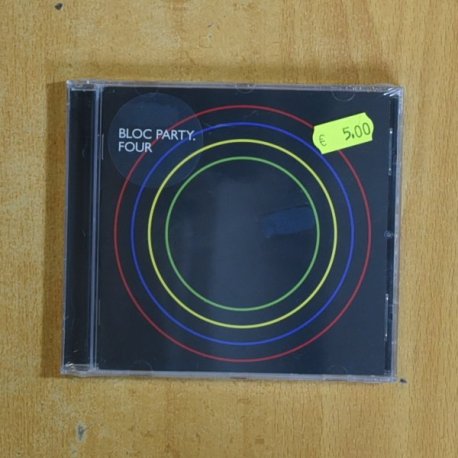 BLOC PARTY.
FOUR
€ 5,00